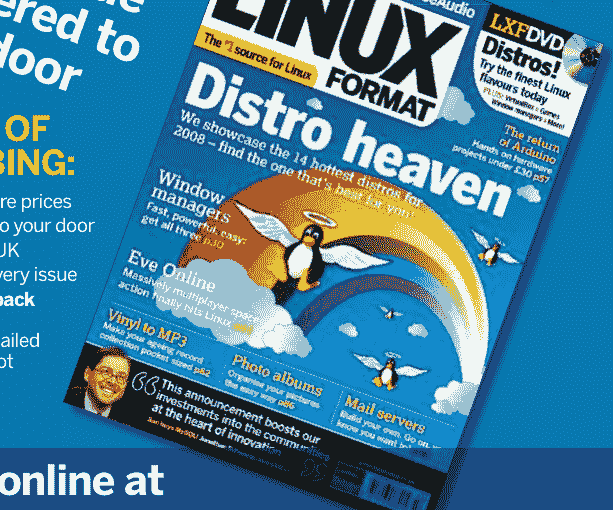 ered to
door
OF
BING:
re prices
o your door
UK
very issue
back
ailed
ot
online at
LINUX
FORMAT
The #1 source for Linux
LXFDVD
Distros!
Try the finest Linux
flavours today
Distro heaven
We showcase the 14 hottest distros for
2008 – find the one that's best for you!
The return
of Arduino
Hands on hardware
projects under £30 p57
Window
managers
Fast, powerful, easy:
get all three p30
Eve Online
Massively multiplayer space
action finally hits Linux
Vinyl to MP3
Make your ageing record
collection pocket sized p82
Photo albums
Organise your pictures
the easy way p86
Mail servers
Build your own. Go on,
know you want to
“This announcement boosts our
investments into the communities
at the heart of innovation